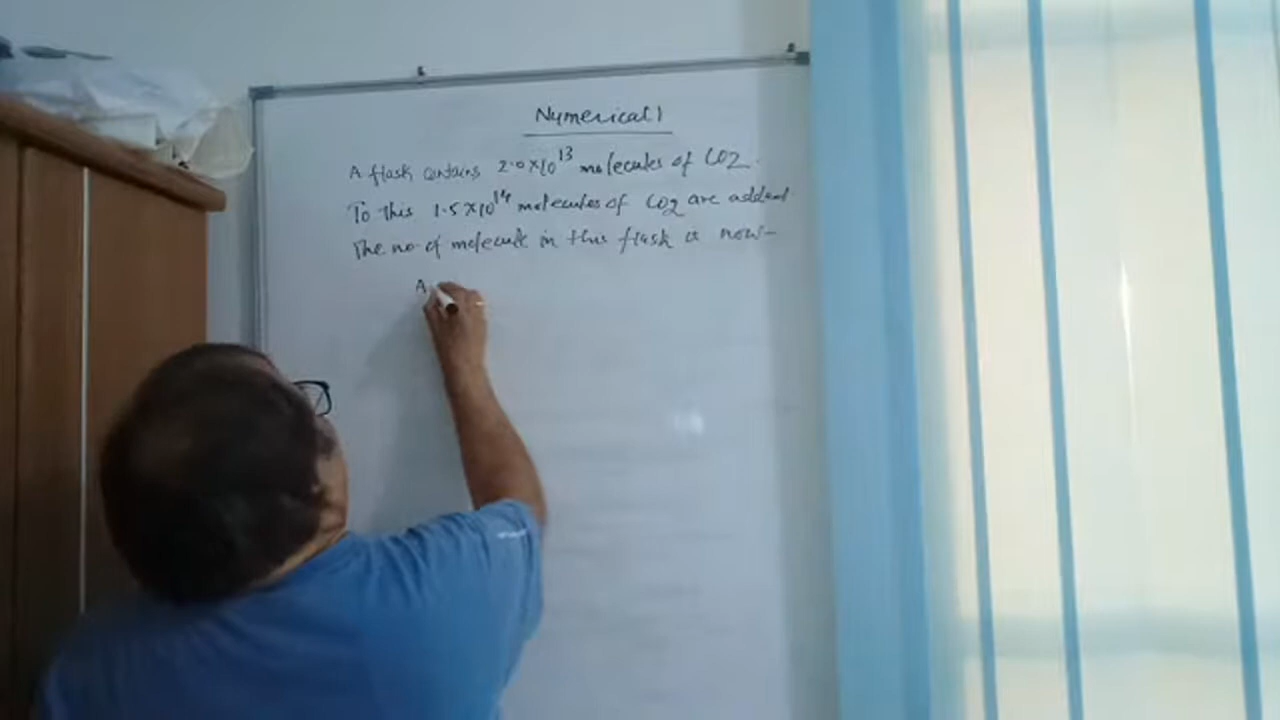 Numerical 1
A flask contains 2.0×10¹³ molecules of CO2.
To this 1.5×10¹⁴ molecules of CO2 are added
The no. of molecule in this flask is now-
A